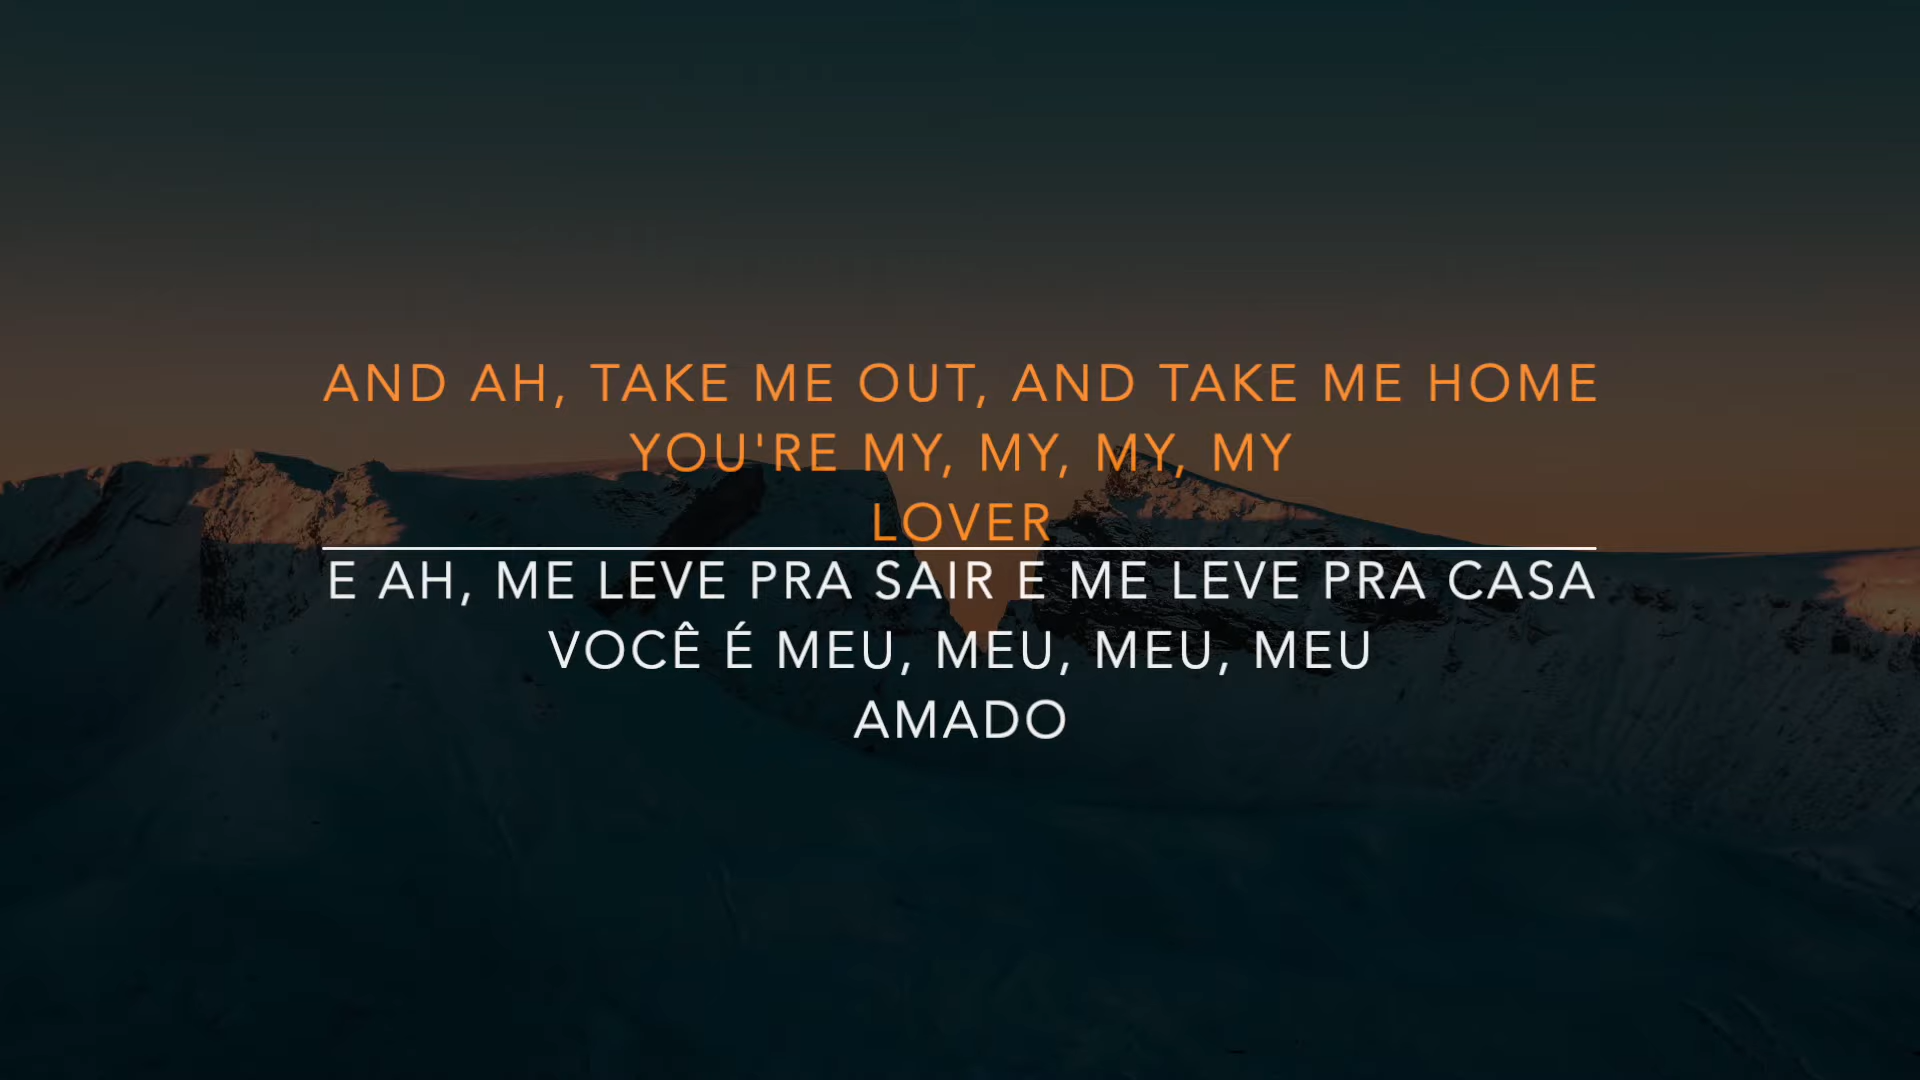 AND AH, TAKE ME OUT, AND TAKE ME HOME
YOU'RE MY, MY, MY, MY
LOVER
E AH, ME LEVE PRA SAIR E ME LEVE PRA CASA
VOCÊ É MEU, MEU, MEU, MEU
AMADO